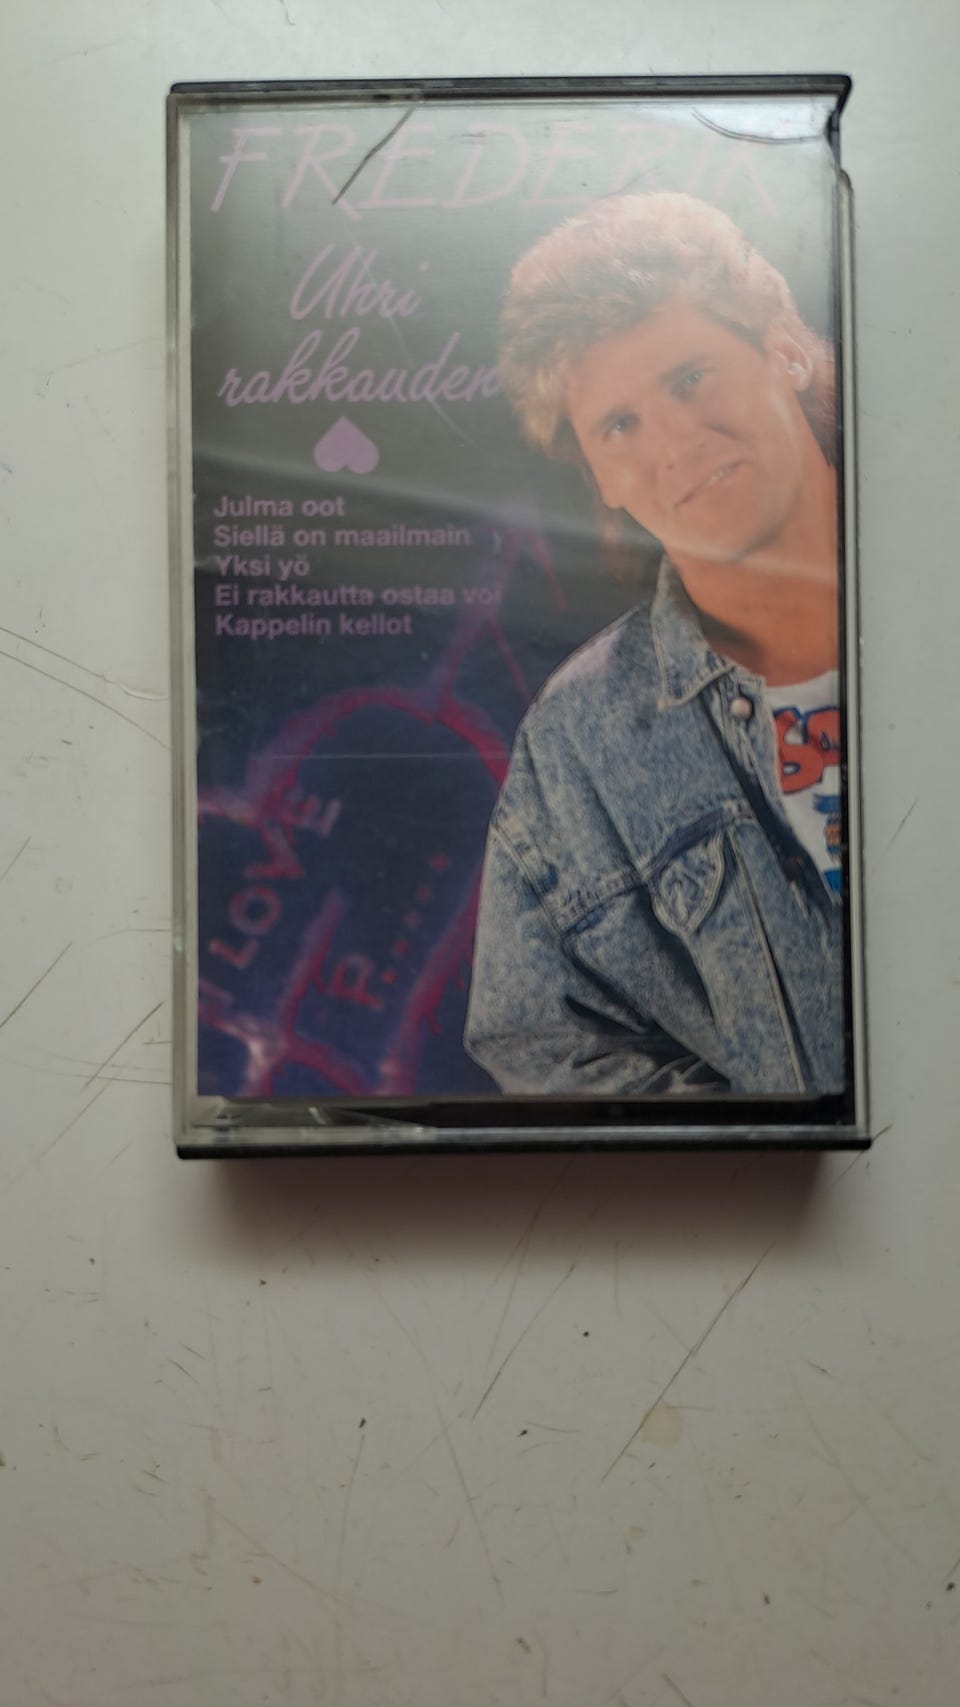 FREDERIK
Uhri
rakkauden
Julma oot
Siellä on maailmain
Yksi yö
Ei rakkautta ostaa voi
Kappelin kellot
LOVE
P......